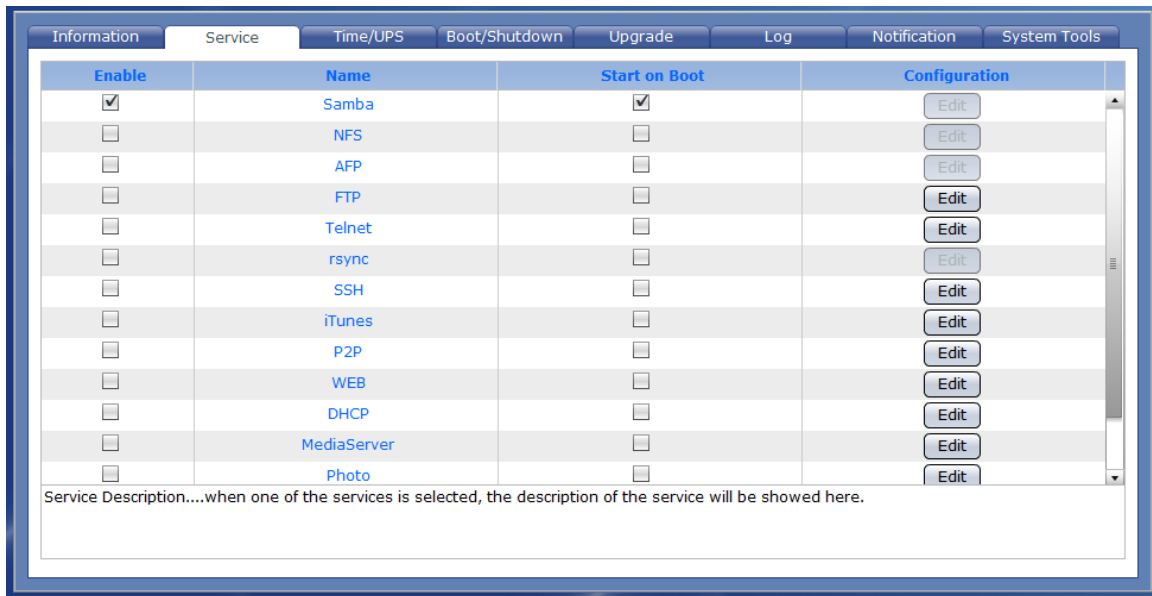 Information Service Time/UPS Boot/Shutdown Upgrade Log Notification System Tools
Enable Name Start on Boot Configuration
Samba Edit
NFS Edit
AFP Edit
FTP Edit
Telnet Edit
rsync Edit
SSH Edit
iTunes Edit
P2P Edit
WEB Edit
DHCP Edit
MediaServer Edit
Photo Edit
Service Description....when one of the services is selected, the description of the service will be showed here.